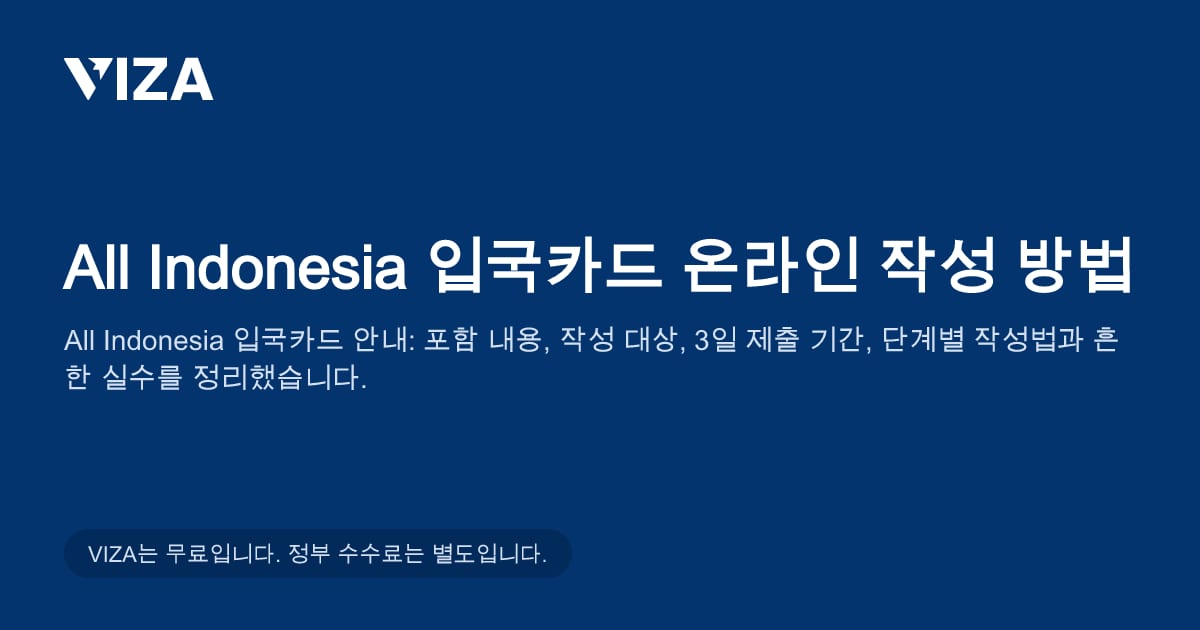 VIZA
All Indonesia 입국카드 온라인 작성 방법
All Indonesia 입국카드 안내: 포함 내용, 작성 대상, 3일 제출 기간, 단계별 작성법과 흔
한 실수를 정리했습니다.
VIZA는 무료입니다. 정부 수수료는 별도입니다.